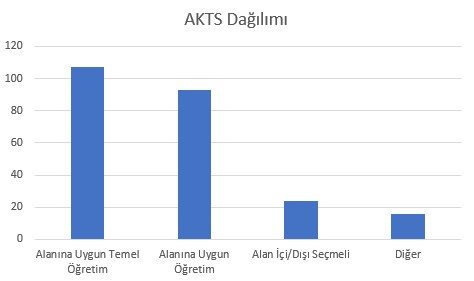 AKTS Dağılımı
120
100
80
60
40
20
0
Alanına Uygun Temel
Öğretim
Alanına Uygun
Öğretim
Alan İçi/Dışı Seçmeli
Diğer